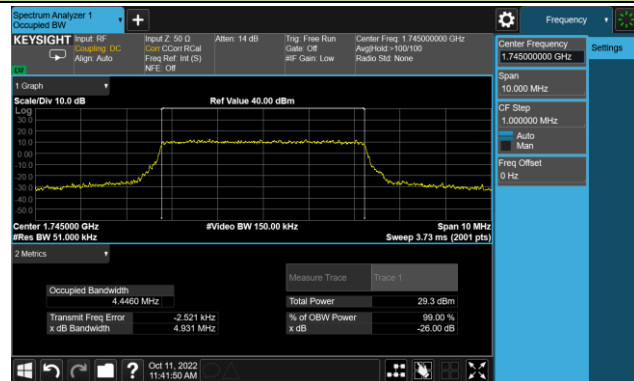 Spectrum Analyzer 1
Occupied BW
+
Frequency
KEYSIGHT
Input: RF
Coupling: DC
Align: Auto
Input Z: 50 Ω
Corr CCorr RCal
Freq Ref: Int (S)
NFE: Off
Atten: 14 dB
Trig: Free Run
Gate: Off
#IF Gain: Low
Center Freq: 1.745000000 GHz
Avg|Hold:>100/100
Radio Std: None
Center Frequency
1.745000000 GHz
Settings
Span
10.000 MHz
CF Step
1.000000 MHz
Auto
Man
Freq Offset
0 Hz
1 Graph
Scale/Div 10.0 dB
Ref Value 40.00 dBm
Log
30.0
20.0
10.0
0.00
-10.0
-20.0
-30.0
-40.0
-50.0
Center 1.745000 GHz
#Video BW 150.00 kHz
Span 10 MHz
#Res BW 51.000 kHz
Sweep 3.73 ms (2001 pts)
2 Metrics
Measure Trace
Trace 1
Occupied Bandwidth
4.4460 MHz
Total Power
29.3 dBm
Transmit Freq Error
-2.521 kHz
% of OBW Power
99.00 %
x dB Bandwidth
4.931 MHz
x dB
-26.00 dB
?
Oct 11, 2022
11:41:50 AM